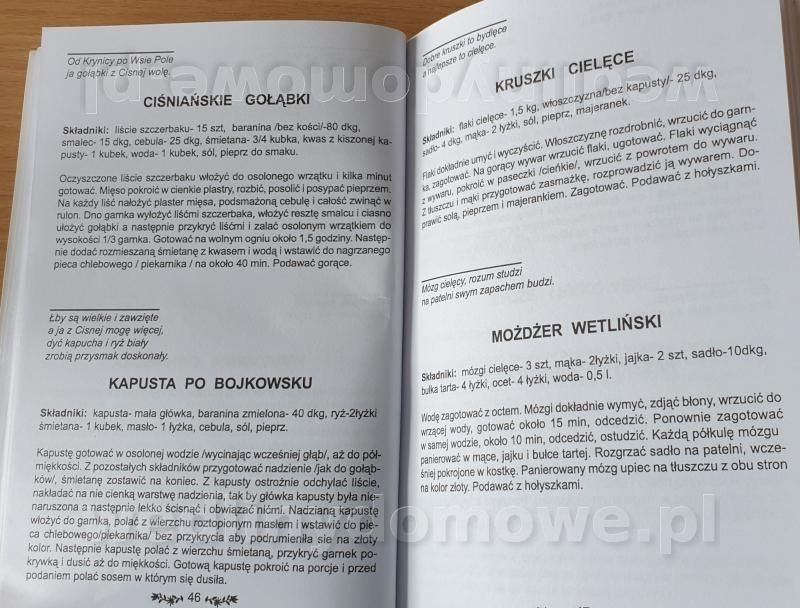 Od Krynicy po Wsie Pole
ja gołąbki z Cisnej wolę.
CIŚNIAŃSKIE GOŁĄBKI
Składniki: liście szczerbaku- 15 szt, baranina /bez kości/-80 dkg,
smalec- 15 dkg, cebula- 25 dkg, śmietana- 3/4 kubka, kwas z kiszonej ka-
pusty- 1 kubek, woda- 1 kubek, sól, pieprz do smaku.
Oczyszczone liście szczerbaku włożyć do osolonego wrzątku i kilka minut
gotować. Mięso pokroić w cienkie plastry, rozbić, posolić i posypać pieprzem.
Na każdy liść nałożyć plaster mięsa, podsmażoną cebulę i całość zwinąć w
rulon. Dno garnka wyłożyć liśćmi szczerbaka, włożyć resztę smalcu i ciasno
ułożyć gołąbki a następnie przykryć liśćmi i zalać osolonym wrzątkiem do
wysokości 1/3 garnka. Gotować na wolnym ogniu około 1,5 godziny. Następ-
nie dodać rozmieszaną śmietanę z kwasem i wodą i wstawić do nagrzanego
pieca chlebowego / piekarnika / na około 40 min. Podawać gorące.
Łby są wielkie i zawzięte
a ja z Cisnej mogę więcej,
dyć kapucha i ryż biały
zrobią przysmak doskonały.
KAPUSTA PO BOJKOWSKU
Składniki: kapusta- mała główka, baranina zmielona- 40 dkg, ryż-2łyżki
śmietana- 1 kubek, masło- 1 łyżka, cebula, sól, pieprz.
Kapustę gotować w osolonej wodzie /wycinając wcześniej głąb/, aż do pół-
miękkości. Z pozostałych składników przygotować nadzienie /jak do gołąb-
ków/, śmietanę zostawić na koniec. Z kapusty ostrożnie odchylać liście,
nakładać na nie cienką warstwę nadzienia, tak by główka kapusty była nie-
naruszona a następnie lekko ścisnąć i obwiązać nićmi. Nadzianą kapustę
włożyć do garnka, polać z wierzchu roztopionym masłem i wstawić do pie-
ca chlebowego/piekarnika/ bez przykrycia aby podrumieniła sie na złoty
kolor. Następnie kapustę polać z wierzchu śmietaną, przykryć garnek po-
krywką i dusić aż do miękkości. Gotową kapustę pokroić na porcje i przed
podaniem polać sosem w którym się dusiła.
46
Dobre kruszki to bydlęce
a najlepsze to cielęce.
KRUSZKI CIELĘCE
Składniki: flaki cielęce- 1,5 kg, włoszczyzna/bez kapusty/- 25 dkg,
sadło- 4 dkg, mąka- 2 łyżki, sól, pieprz, majeranek.
Flaki dokładnie umyć i wyczyścić. Włoszczyznę rozdrobnić, wrzucić do garn-
ka, zagotować. Na gorący wywar wrzucić flaki, ugotować. Flaki wyciągnąć
z wywaru, pokroić w paseczki /cieńkie/, wrzucić z powrotem do wywaru.
Z tłuszczu i mąki przygotować zasmażkę, rozprowadzić ją wywarem. Do-
prawić solą, pieprzem i majerankiem. Zagotować. Podawać z hołyszkami.
Mózg cielęcy, rozum studzi
na patelni swym zapachem budzi.
MOŻDŻER WETLIŃSKI
Składniki: mózgi cielęce- 3 szt, mąka- 2łyżki, jajka- 2 szt, sadło-10dkg,
bułka tarta- 4 łyżki, ocet- 4 łyżki, woda- 0,5 l.
Wodę zagotować z octem. Mózgi dokładnie wymyć, zdjąć błony, wrzucić do
wrzącej wody, gotować około 15 min, odcedzić. Ponownie zagotować
w samej wodzie, około 10 min, odcedzić, ostudzić. Każdą półkulę mózgu
panierować w mące, jajku i bułce tartej. Rozgrzać sadło na patelni, wcze-
śniej pokrojone w kostkę. Panierowany mózg upiec na tłuszczu z obu stron
na kolor złoty. Podawać z hołyszkami.